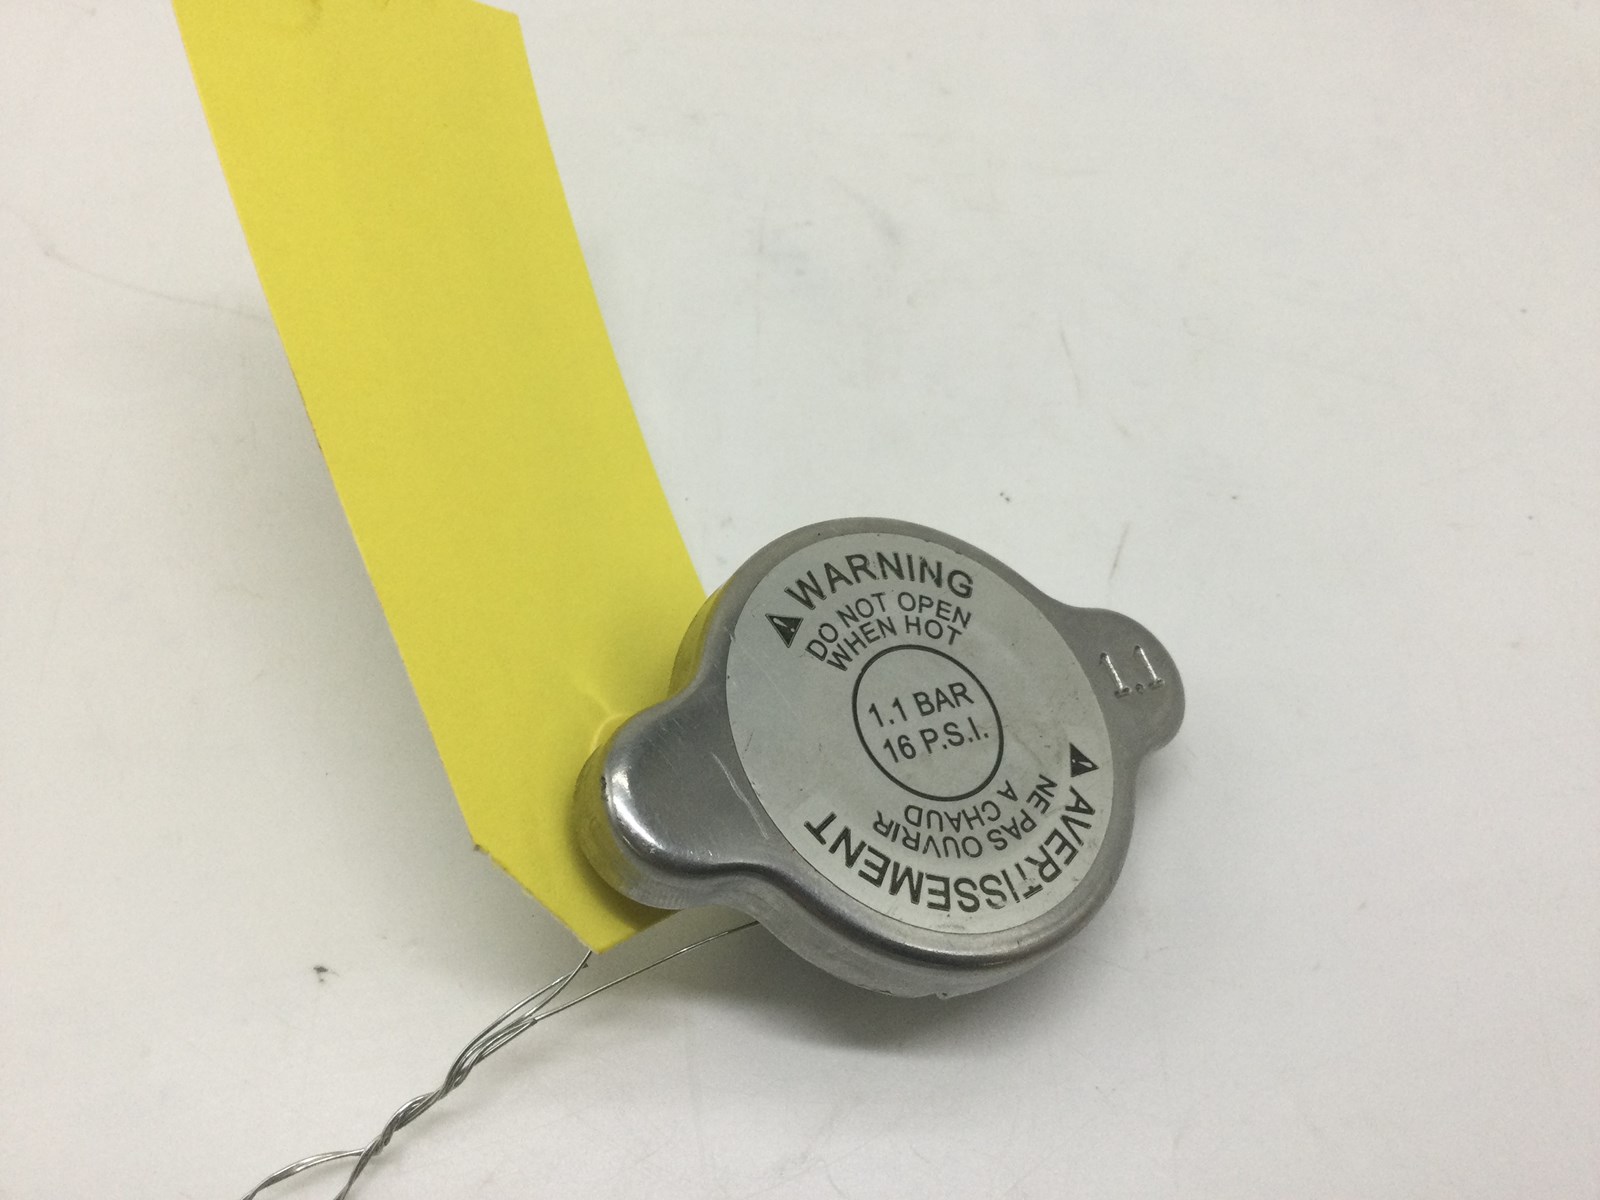 WARNING
DO NOT OPEN
WHEN HOT
1.1 BAR
16 P.S.I.
1.1
AVERTISSEMENT
NE PAS OUVRIR
A CHAUD